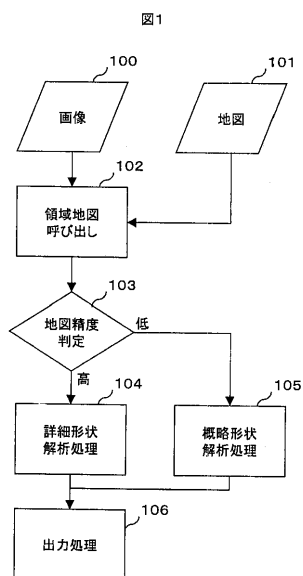 図1
100
画像
101
地図
102
領域地図
呼び出し
103
地図精度
判定
低
高
104
詳細形状
解析処理
105
概略形状
解析処理
106
出力処理